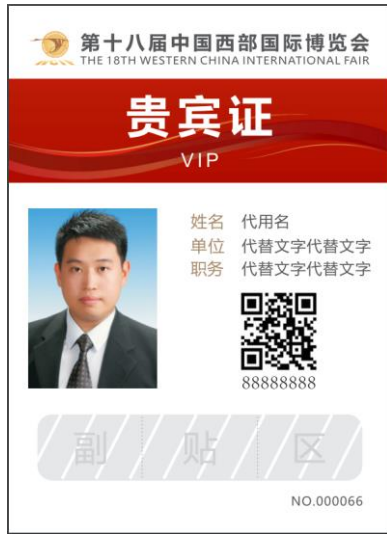 第十八届中国西部国际博览会
THE 18TH WESTERN CHINA INTERNATIONAL FAIR
贵宾证
VIP
姓名 代用名
单位 代替文字代替文字
职务 代替文字代替文字
88888888
副 贴 区
NO.000066